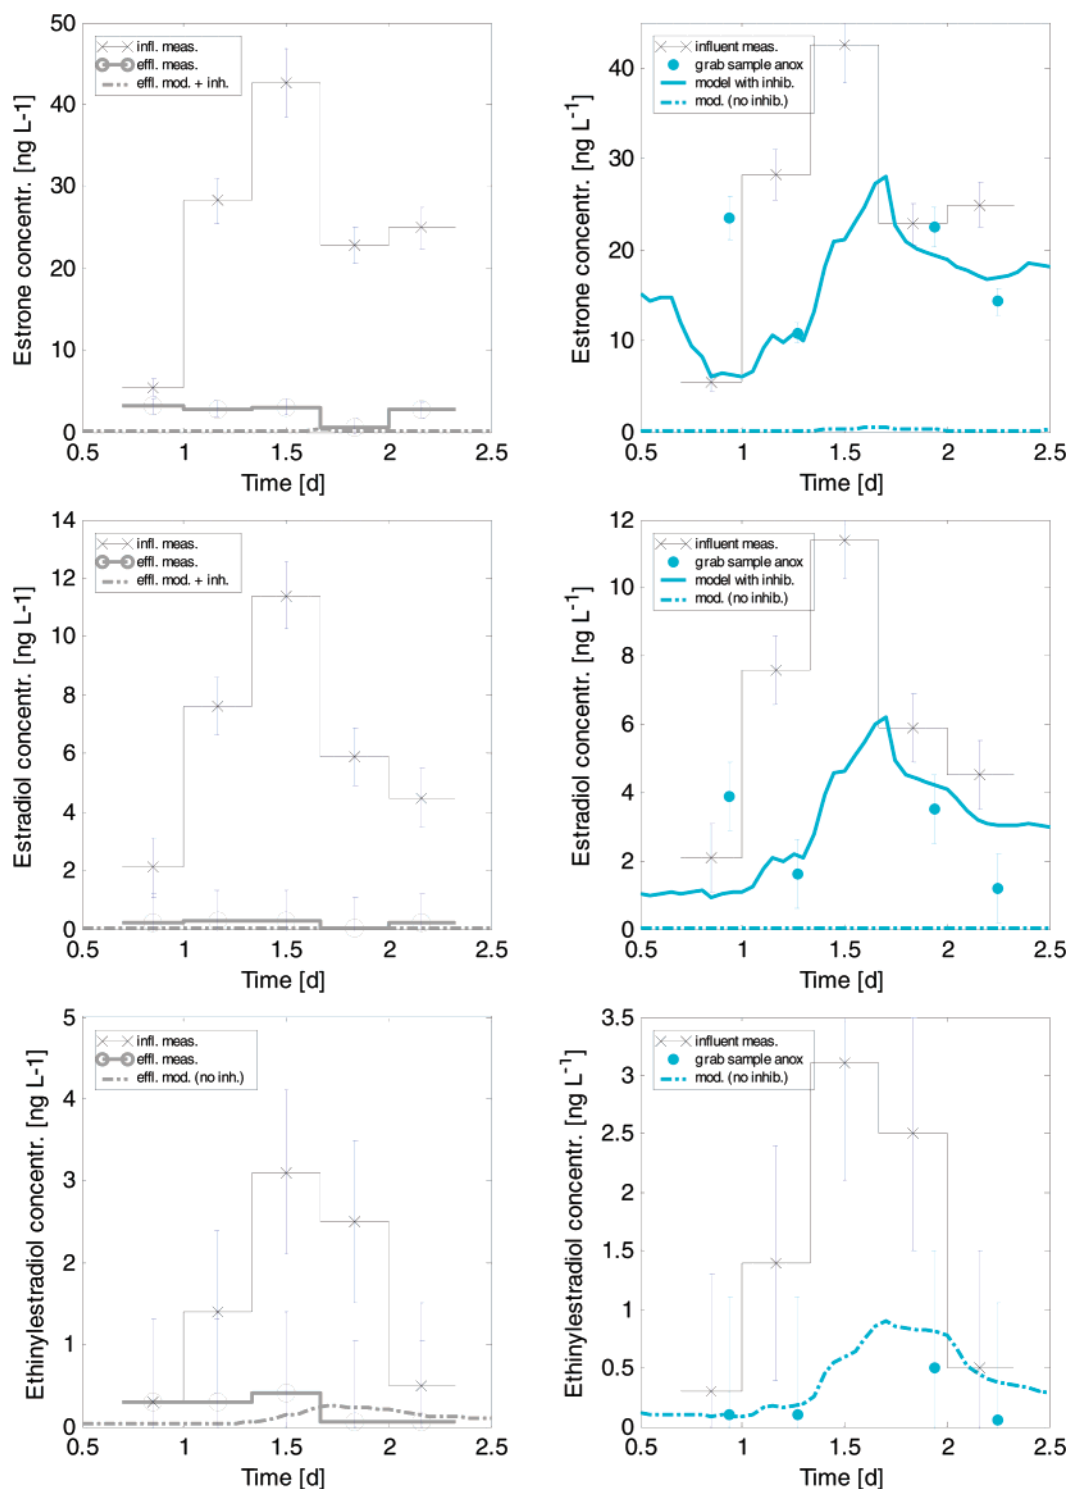 50
40
30
20
10
0
0.5 1 1.5 2 2.5
Time [d]
Estrone concentr. [ng L-1]
infl. meas.
effl. meas.
effl. mod. + inh.
40
30
20
10
0
0.5 1 1.5 2 2.5
Time [d]
Estrone concentr. [ng L⁻¹]
influent meas.
grab sample anox
model with inhib.
mod. (no inhib.)
14
12
10
8
6
4
2
0
0.5 1 1.5 2 2.5
Time [d]
Estradiol concentr. [ng L-1]
infl. meas.
effl. meas.
effl. mod. + inh.
12
10
8
6
4
2
0
0.5 1 1.5 2 2.5
Time [d]
Estradiol concentr. [ng L⁻¹]
influent meas.
grab sample anox
model with inhib.
mod. (no inhib.)
5
4
3
2
1
0
0.5 1 1.5 2 2.5
Time [d]
Ethinylestradiol concentr. [ng L-1]
infl. meas.
effl. meas.
effl. mod. (no inh.)
3.5
3
2.5
2
1.5
1
0.5
0
0.5 1 1.5 2 2.5
Time [d]
Ethinylestradiol concentr. [ng L⁻¹]
influent meas.
grab sample anox
mod. (no inhib.)